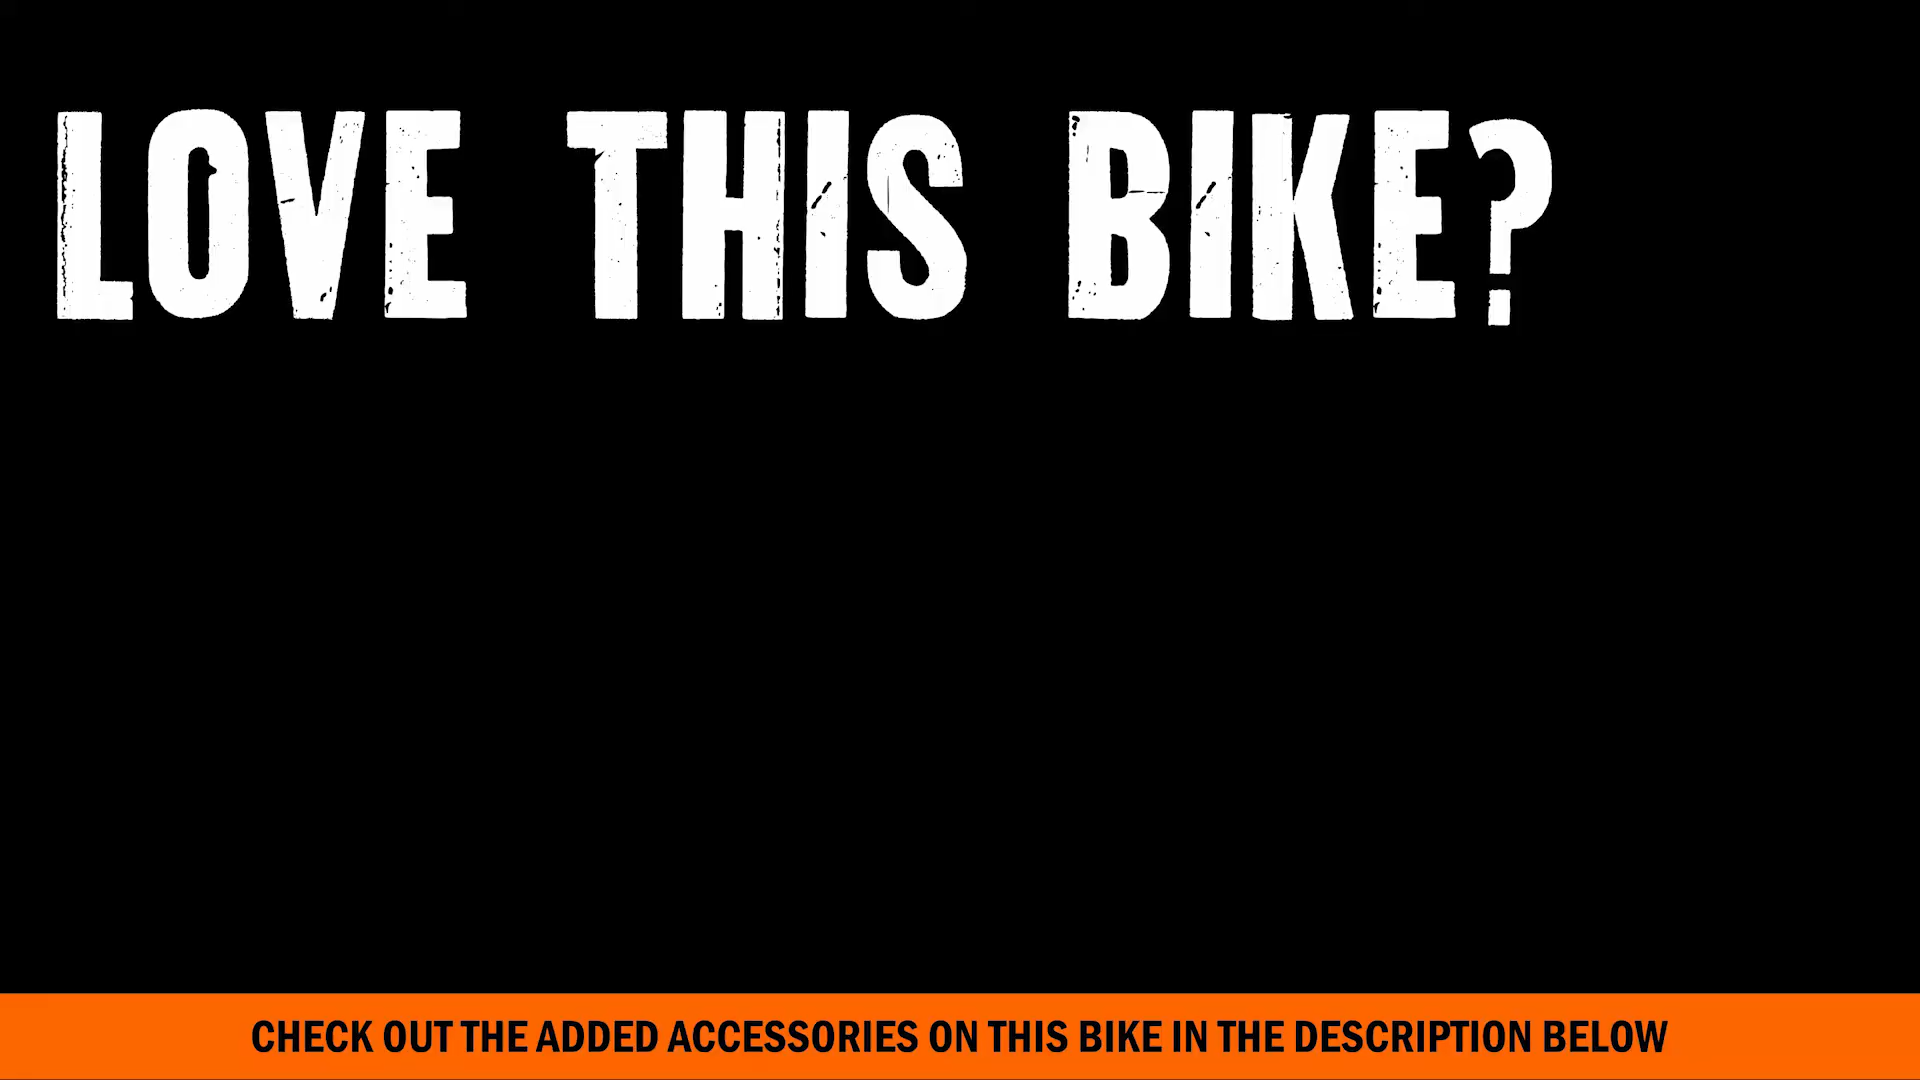 LOVE THIS BIKE?
CHECK OUT THE ADDED ACCESSORIES ON THIS BIKE IN THE DESCRIPTION BELOW